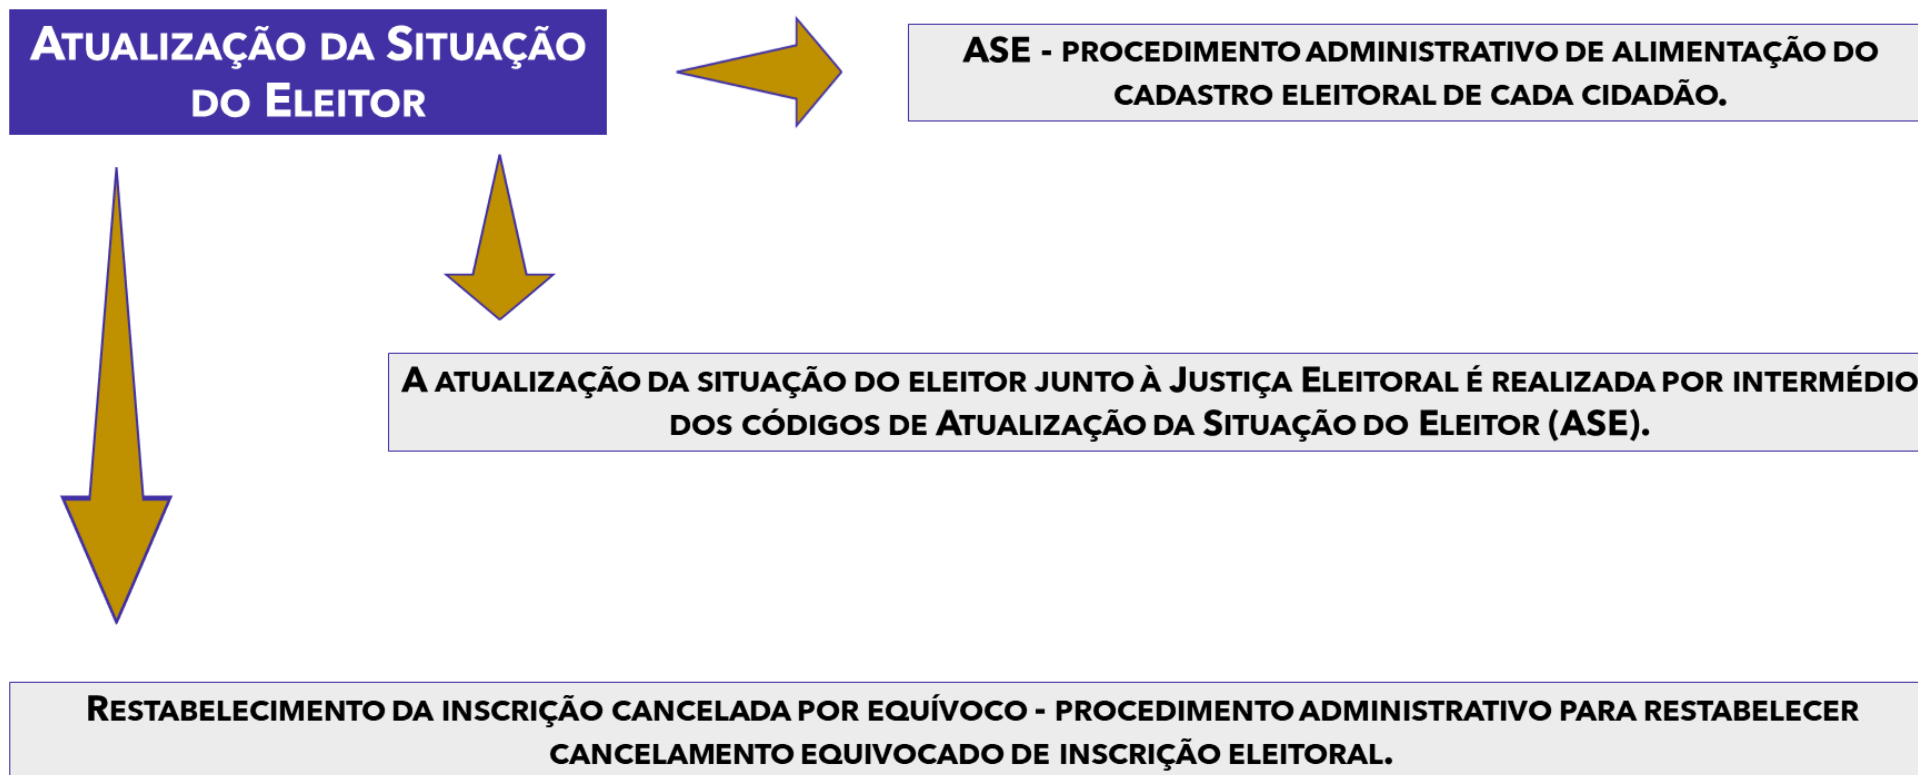 Atualização da Situação
do Eleitor
ASE - procedimento administrativo de alimentação do
cadastro eleitoral de cada cidadão.
A atualização da situação do eleitor junto à Justiça Eleitoral é realizada por intermédio
dos códigos de Atualização da Situação do Eleitor (ASE).
Restabelecimento da inscrição cancelada por equívoco - procedimento administrativo para restabelecer
cancelamento equivocado de inscrição eleitoral.